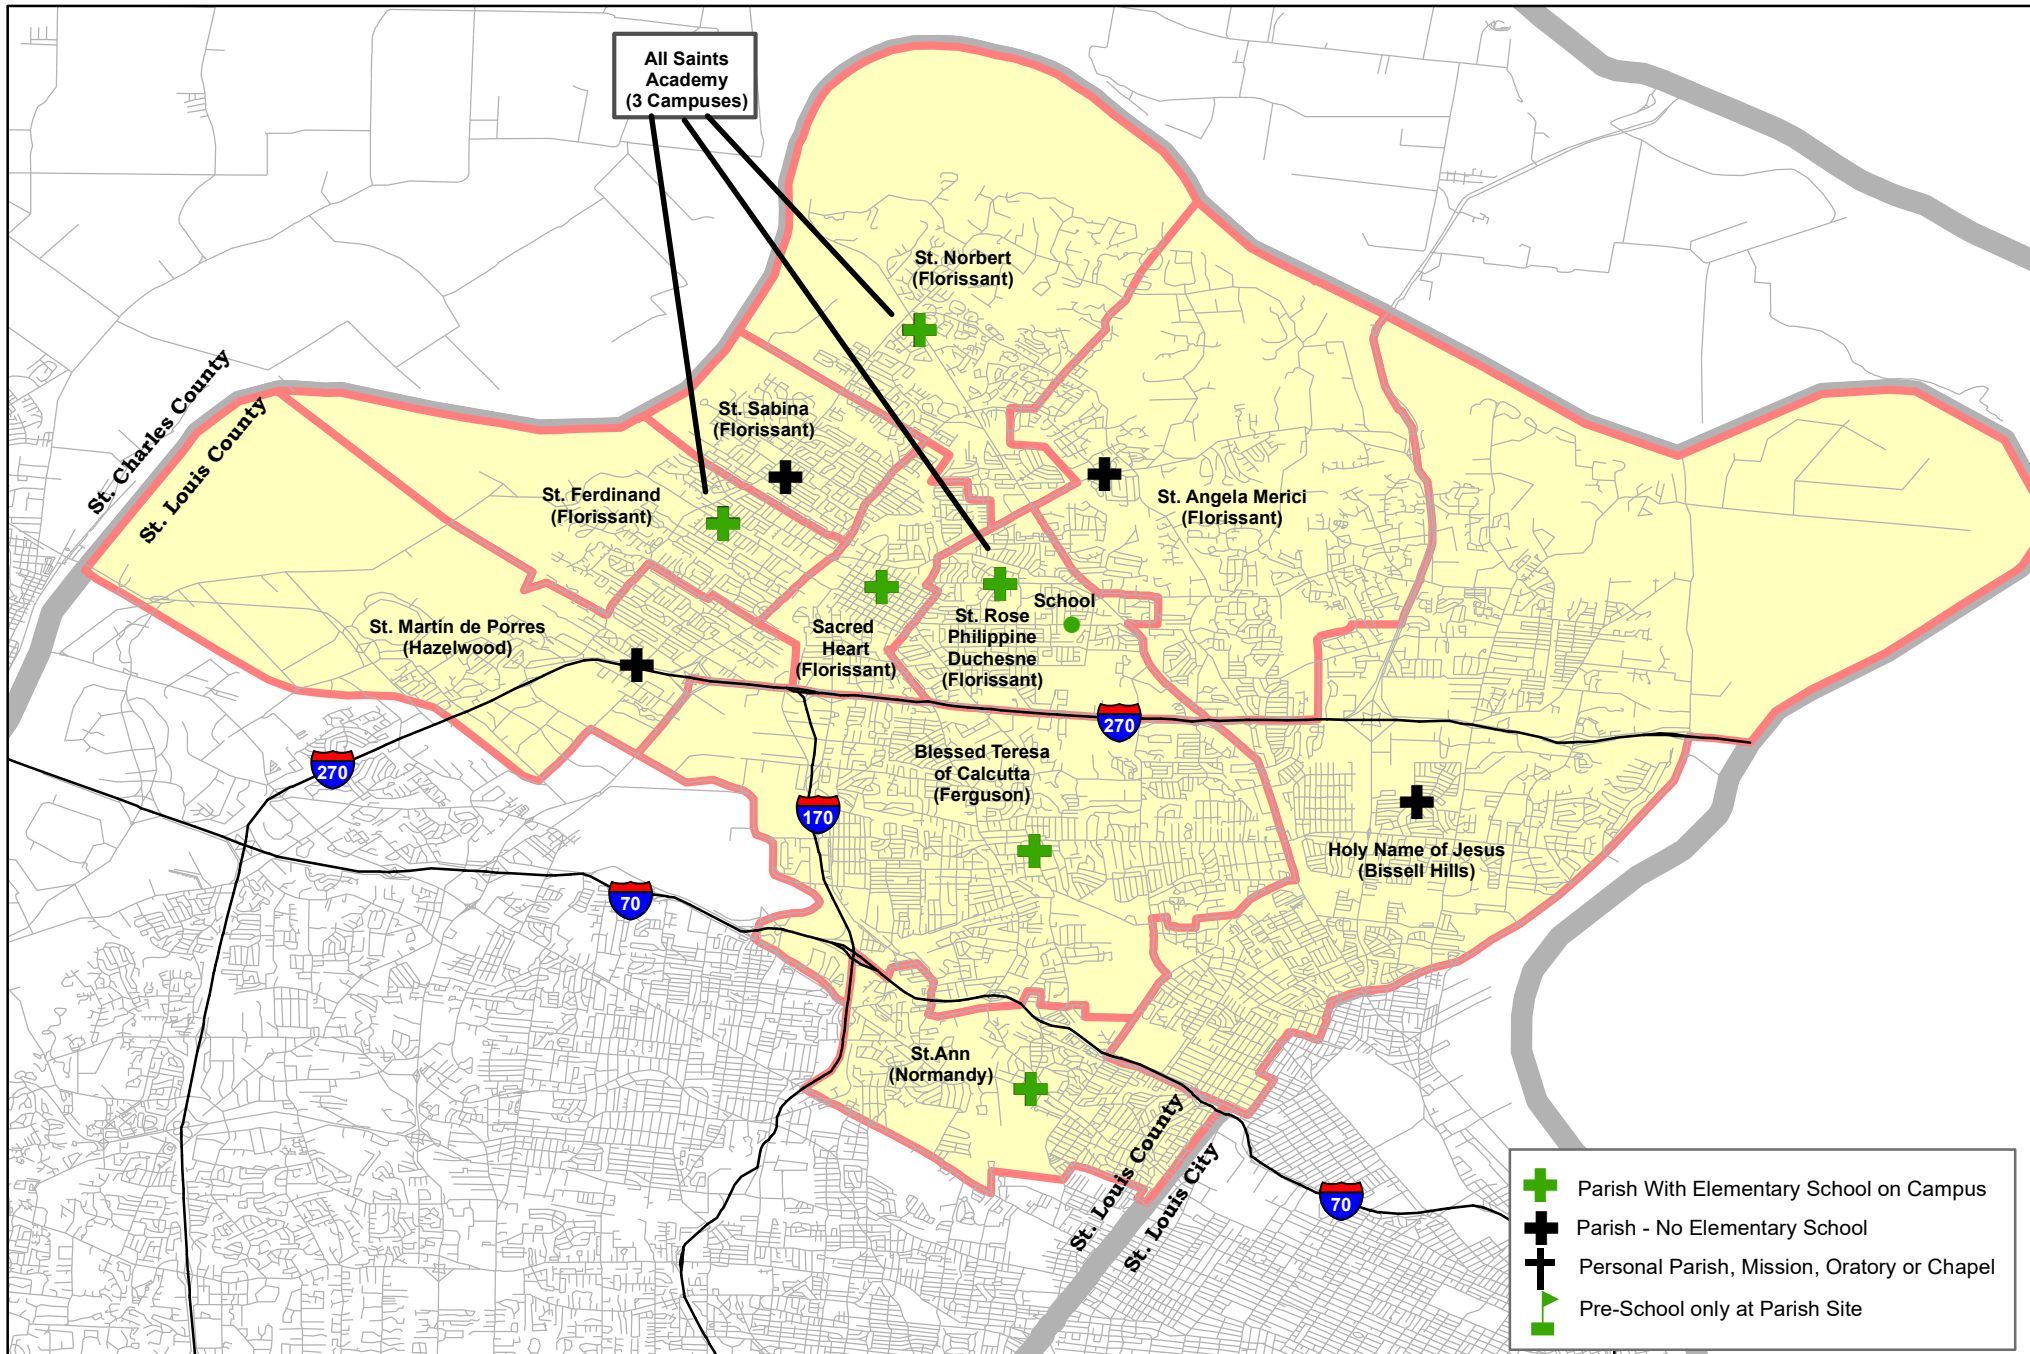 All Saints
Academy
(3 Campuses)
St. Norbert
(Florissant)
St. Charles County
St. Louis County
St. Sabina
(Florissant)
St. Ferdinand
(Florissant)
St. Angela Merici
(Florissant)
St. Martin de Porres
(Hazelwood)
Sacred
Heart
(Florissant)
School
St. Rose
Philippine
Duchesne
(Florissant)
270
270
Blessed Teresa
of Calcutta
(Ferguson)
170
Holy Name of Jesus
(Bissell Hills)
70
St.Ann
(Normandy)
St. Louis County
St. Louis City
70
Parish With Elementary School on Campus
Parish - No Elementary School
Personal Parish, Mission, Oratory or Chapel
Pre-School only at Parish Site